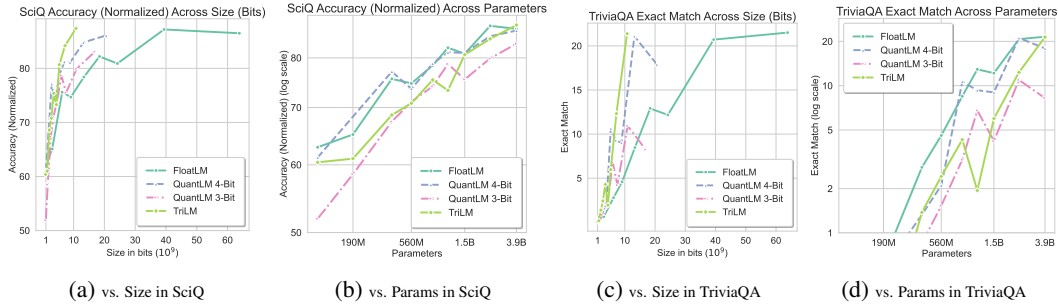 SciQ Accuracy (Normalized) Across Size (Bits)
Accuracy (Normalized)
90
80
70
60
50
FloatLM
QuantLM 4-Bit
QuantLM 3-Bit
TriLM
1
10
20
30
40
50
60
Size in bits (10⁹)
(a) vs. Size in SciQ
SciQ Accuracy (Normalized) Across Parameters
Accuracy (Normalized) (log scale)
80
70
60
50
FloatLM
QuantLM 4-Bit
QuantLM 3-Bit
TriLM
190M
560M
1.5B
3.9B
Parameters
(b) vs. Params in SciQ
TriviaQA Exact Match Across Size (Bits)
Exact Match
20
15
10
5
FloatLM
QuantLM 4-Bit
QuantLM 3-Bit
TriLM
1
10
20
30
40
50
60
Size in bits (10⁹)
(c) vs. Size in TriviaQA
TriviaQA Exact Match Across Parameters
Exact Match (log scale)
20
10
5
2
1
FloatLM
QuantLM 4-Bit
QuantLM 3-Bit
TriLM
190M
560M
1.5B
3.9B
Parameters
(d) vs. Params in TriviaQA